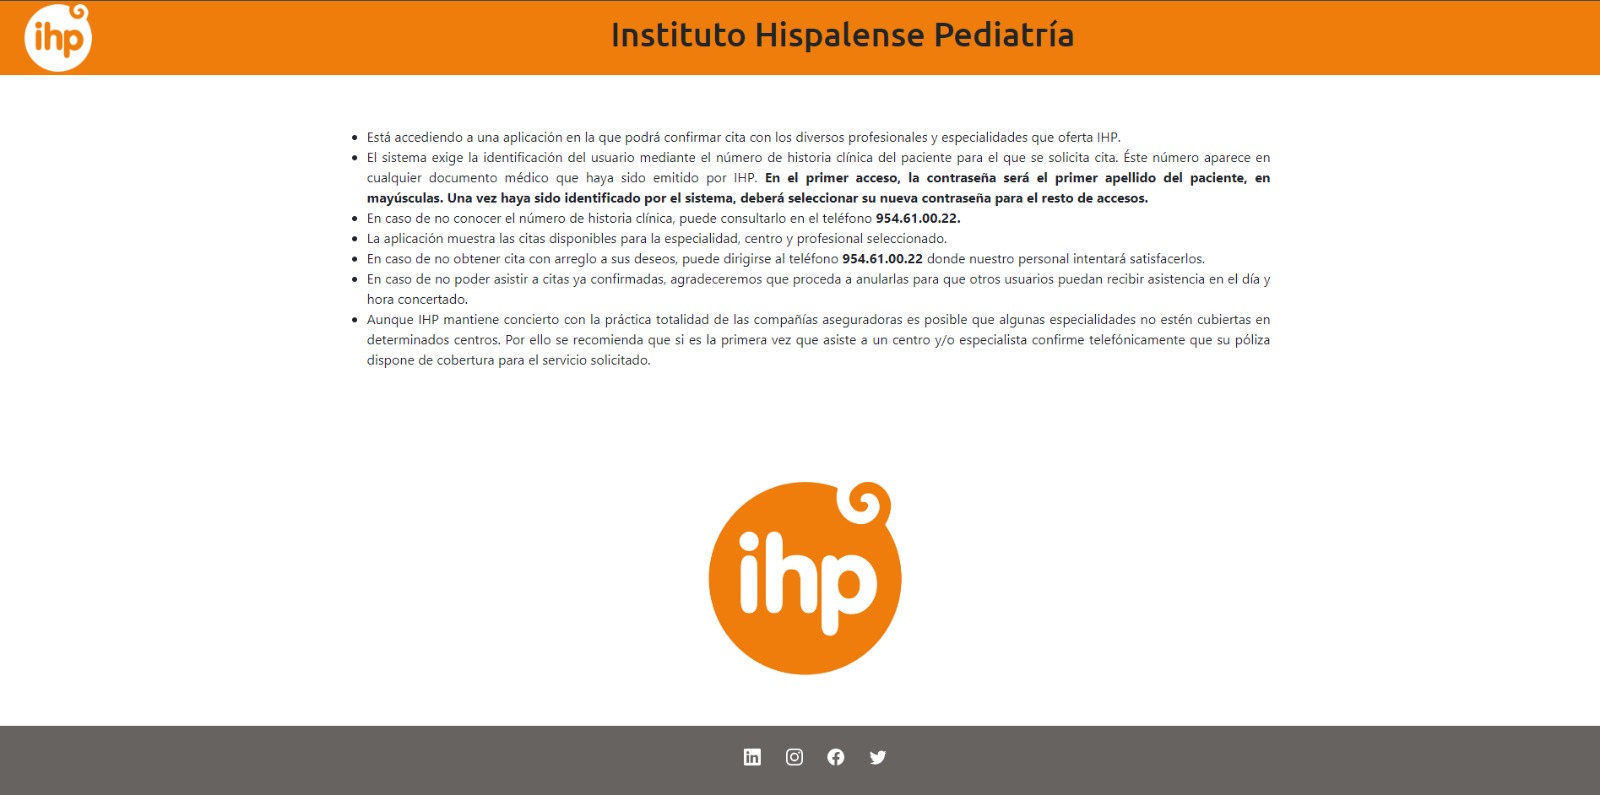 ihp
Instituto Hispalense Pediatría
Está accediendo a una aplicación en la que podrá confirmar cita con los diversos profesionales y especialidades que oferta IHP.
El sistema exige la identificación del usuario mediante el número de historia clínica del paciente para el que se solicita cita. Éste número aparece en
cualquier documento médico que haya sido emitido por IHP. En el primer acceso, la contraseña será el primer apellido del paciente, en
mayúsculas. Una vez haya sido identificado por el sistema, deberá seleccionar su nueva contraseña para el resto de accesos.
En caso de no conocer el número de historia clínica, puede consultarlo en el teléfono 954.61.00.22.
La aplicación muestra las citas disponibles para la especialidad, centro y profesional seleccionado.
En caso de no obtener cita con arreglo a sus deseos, puede dirigirse al teléfono 954.61.00.22 donde nuestro personal intentará satisfacerlos.
En caso de no poder asistir a citas ya confirmadas, agradeceremos que proceda a anularlas para que otros usuarios puedan recibir asistencia en el día y
hora concertado.
Aunque IHP mantiene concierto con la práctica totalidad de las compañías aseguradoras es posible que algunas especialidades no estén cubiertas en
determinados centros. Por ello se recomienda que si es la primera vez que asiste a un centro y/o especialista confirme telefónicamente que su póliza
dispone de cobertura para el servicio solicitado.
ihp